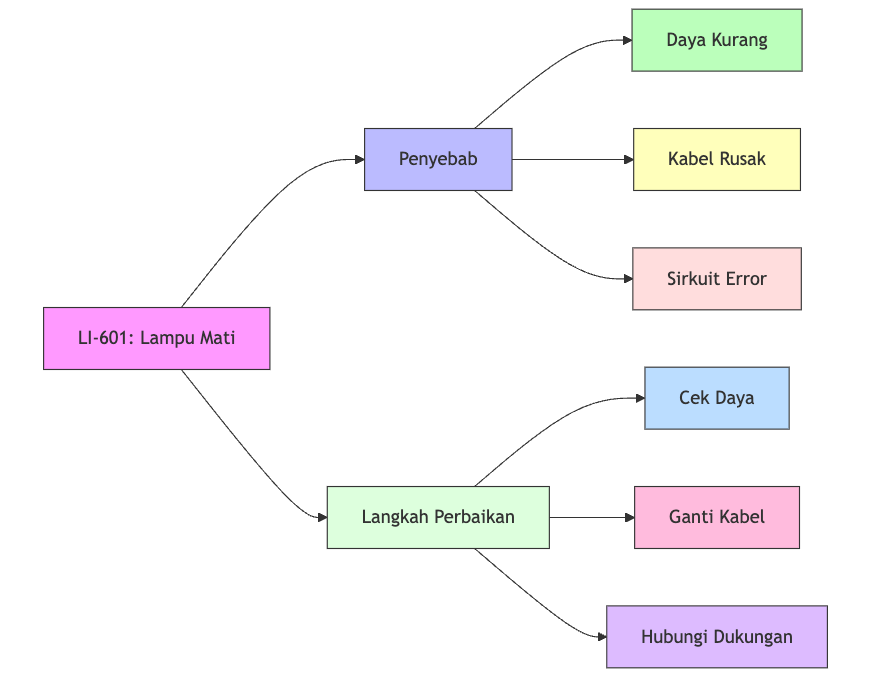 LI-601: Lampu Mati
Penyebab
Daya Kurang
Kabel Rusak
Sirkuit Error
Langkah Perbaikan
Cek Daya
Ganti Kabel
Hubungi Dukungan